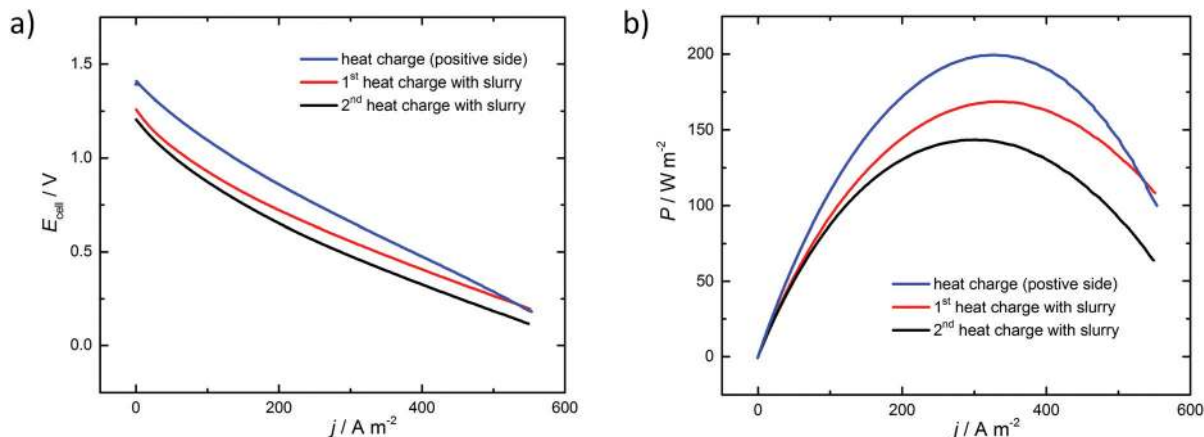 a)
E_cell / V
1.5
1.0
0.5
0.0
heat charge (positive side)
1st heat charge with slurry
2nd heat charge with slurry
0
200
400
600
j / A m-2
b)
P / W m-2
200
150
100
50
0
heat charge (postive side)
1st heat charge with slurry
2nd heat charge with slurry
0
200
400
600
j / A m-2